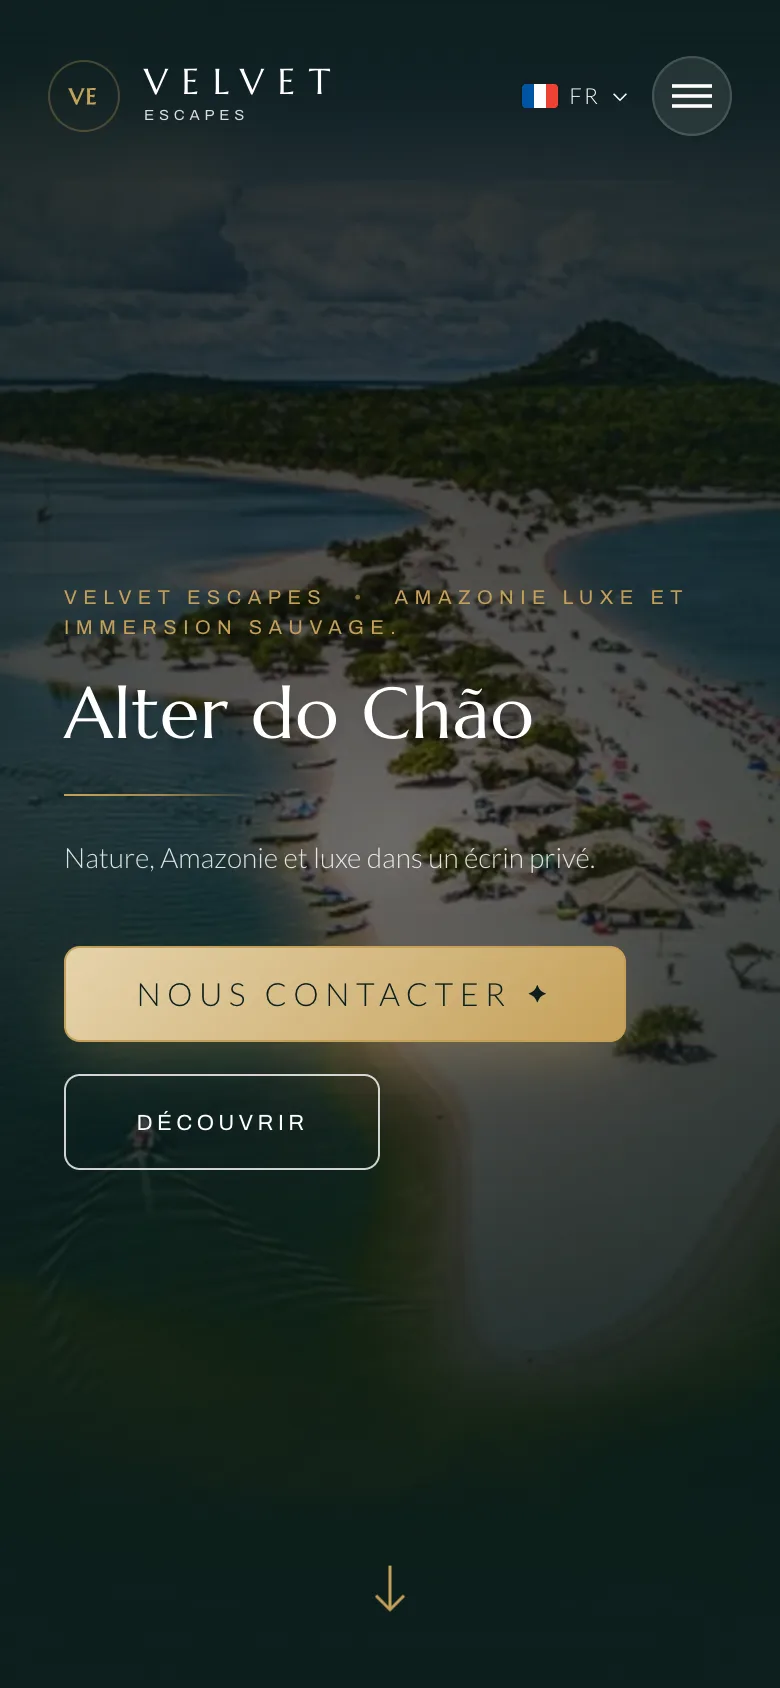 VE
VELVET
ESCAPES
FR
VELVET ESCAPES • AMAZONIE LUXE ET
IMMERSION SAUVAGE.
Alter do Chão
Nature, Amazonie et luxe dans un écrin privé.
NOUS CONTACTER ✦
DÉCOUVRIR